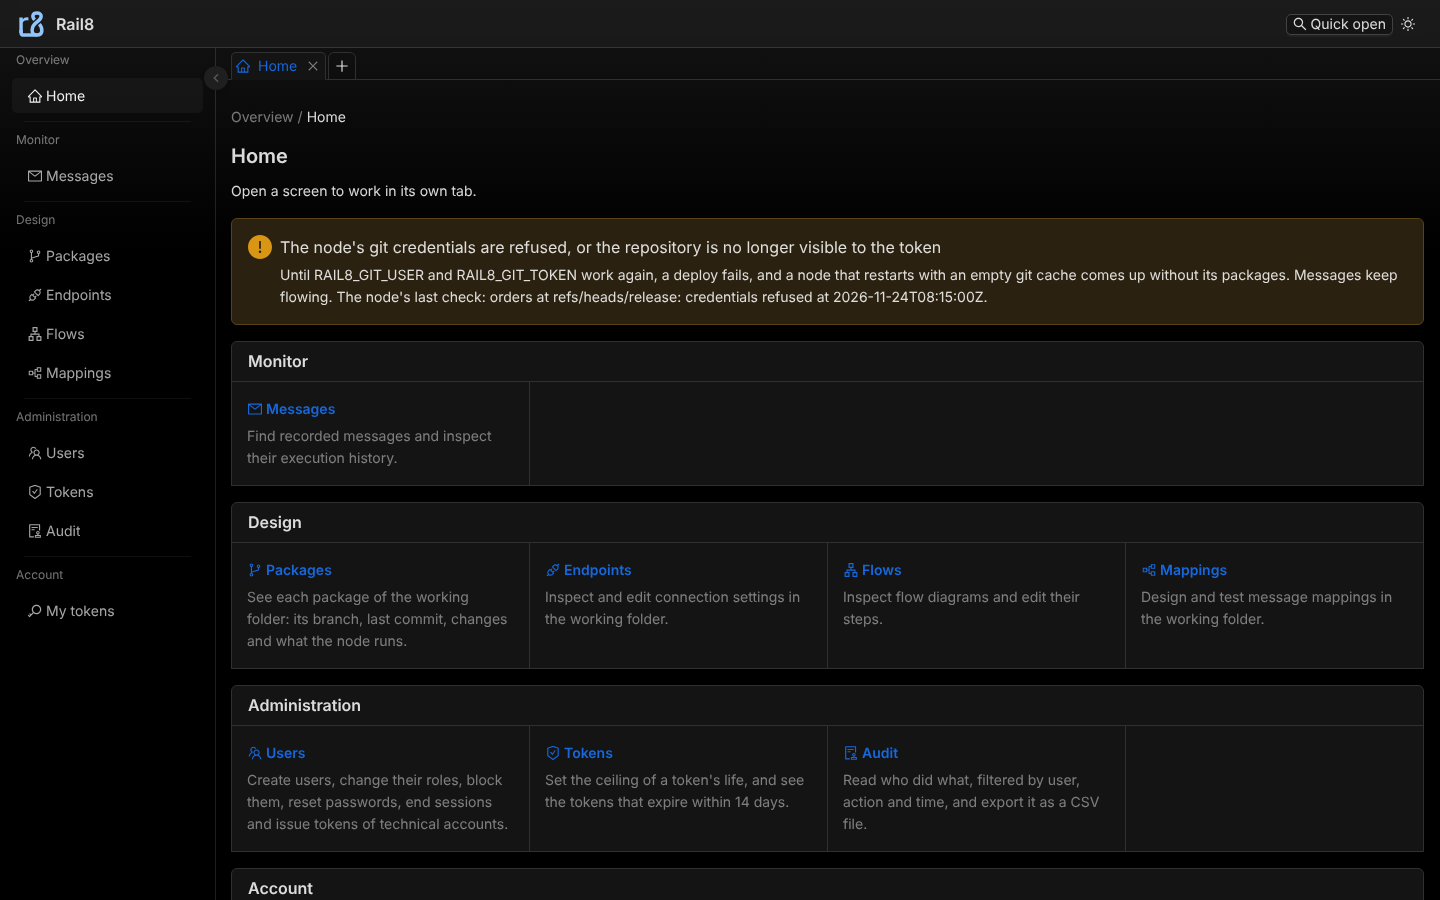 Rail8
Quick open
Overview
Home
Monitor
Messages
Design
Packages
Endpoints
Flows
Mappings
Administration
Users
Tokens
Audit
Account
My tokens
Home
Overview / Home
Home
Open a screen to work in its own tab.
The node's git credentials are refused, or the repository is no longer visible to the token
Until RAIL8_GIT_USER and RAIL8_GIT_TOKEN work again, a deploy fails, and a node that restarts with an empty git cache comes up without its packages. Messages keep
flowing. The node's last check: orders at refs/heads/release: credentials refused at 2026-11-24T08:15:00Z.
Monitor
Messages
Find recorded messages and inspect
their execution history.
Design
Packages
See each package of the working
folder: its branch, last commit, changes
and what the node runs.
Endpoints
Inspect and edit connection settings in
the working folder.
Flows
Inspect flow diagrams and edit their
steps.
Mappings
Design and test message mappings in
the working folder.
Administration
Users
Create users, change their roles, block
them, reset passwords, end sessions
and issue tokens of technical accounts.
Tokens
Set the ceiling of a token's life, and see
the tokens that expire within 14 days.
Audit
Read who did what, filtered by user,
action and time, and export it as a CSV
file.
Account